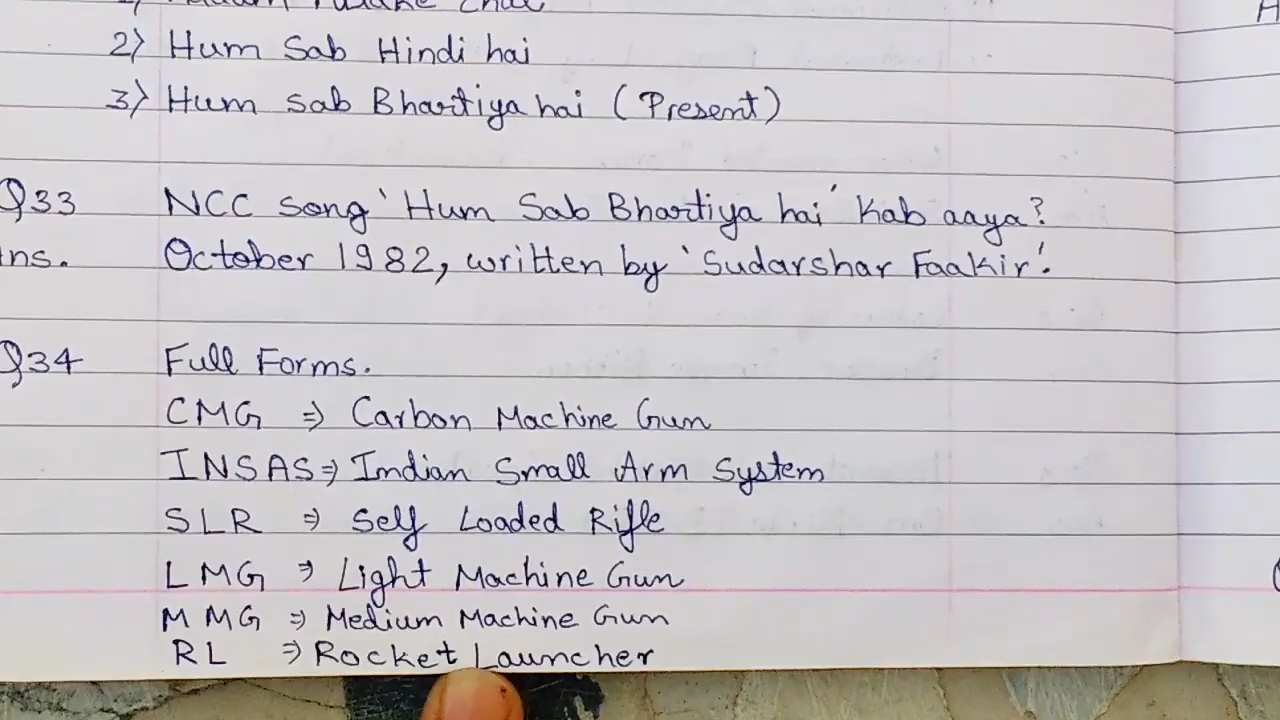 2) Hum Sab Hindi hai
3) Hum Sab Bhartiya hai (Present)
Q33 NCC song 'Hum Sab Bhartiya hai' Kab aaya?
ns. October 1982, written by 'Sudarshar Faakir'.
Q34 Full Forms.
CMG ⇒ Carbon Machine Gun
INSAS ⇒ Indian Small Arm System
SLR ⇒ Self Loaded Rifle
LMG ⇒ Light Machine Gun
MMG ⇒ Medium Machine Gun
RL ⇒ Rocket Launcher